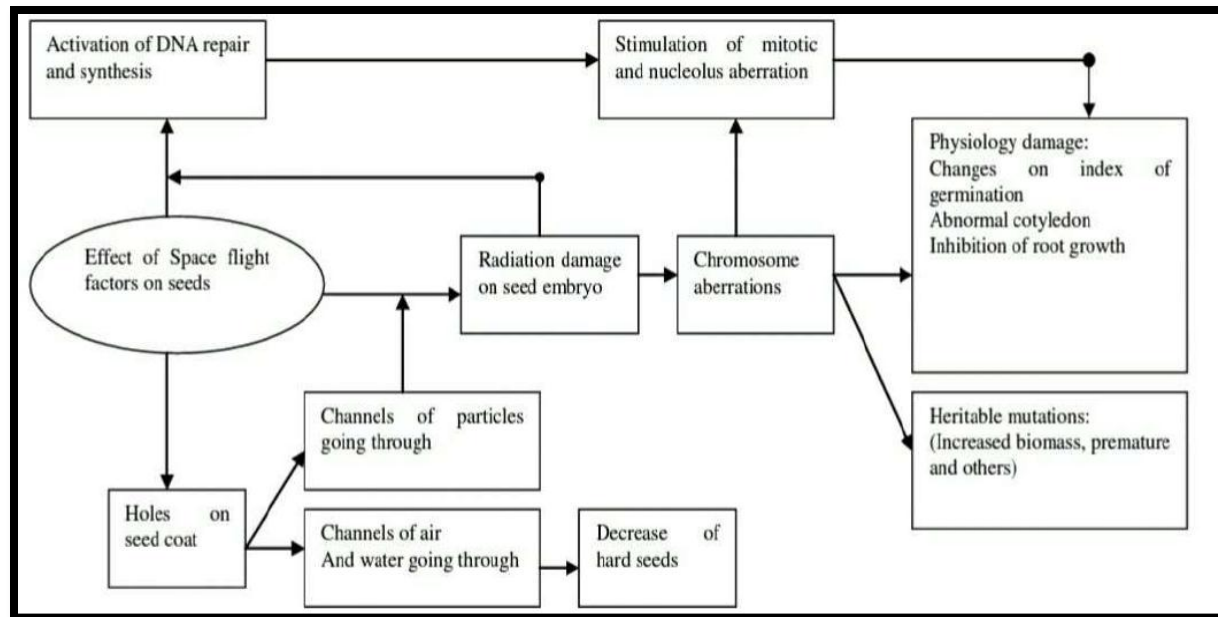 Activation of DNA repair
and synthesis
Stimulation of mitotic
and nucleolus aberration
Physiology damage:
Changes on index of
germination
Abnormal cotyledon
Inhibition of root growth
Effect of Space flight
factors on seeds
Radiation damage
on seed embryo
Chromosome
aberrations
Channels of particles
going through
Heritable mutations:
(Increased biomass, premature
and others)
Holes on
seed coat
Channels of air
And water going through
Decrease of
hard seeds